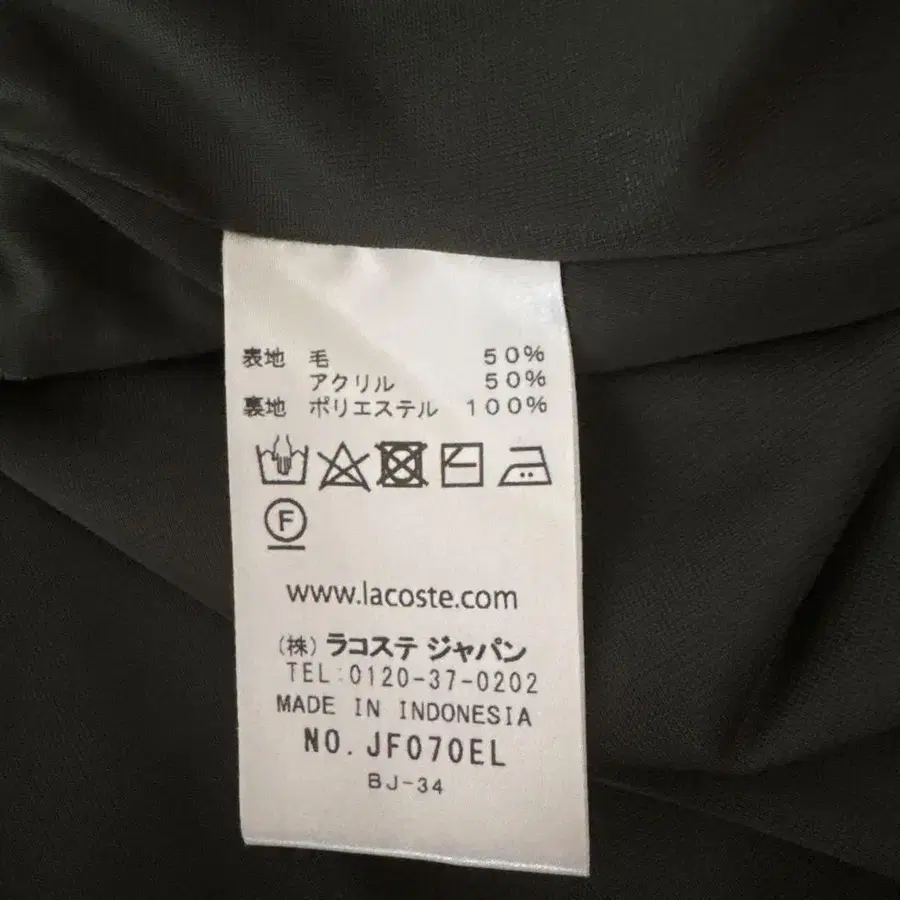 表地 毛 50%
アクリル 50%
裏地 ポリエステル 100%
F
www.lacoste.com
(株)ラコステ ジャパン
TEL:0120-37-0202
MADE IN INDONESIA
NO. JF070EL
BJ-34